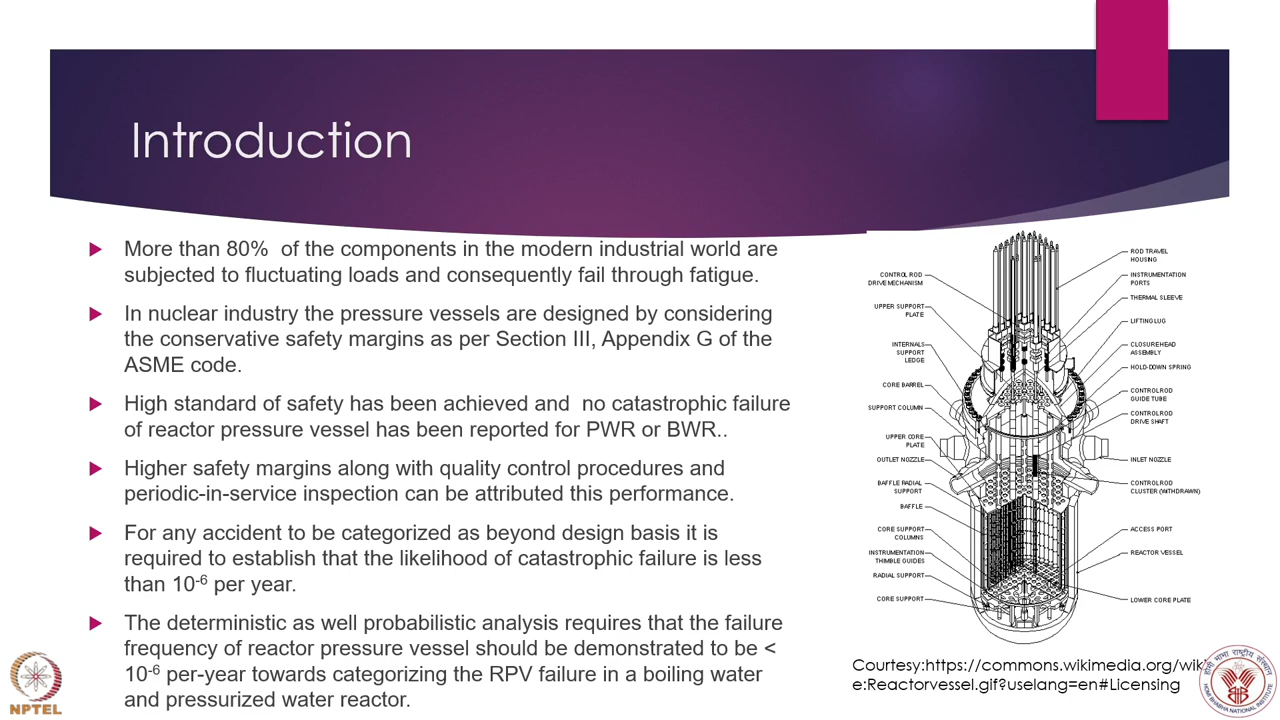 Introduction
More than 80% of the components in the modern industrial world are
subjected to fluctuating loads and consequently fail through fatigue.
In nuclear industry the pressure vessels are designed by considering
the conservative safety margins as per Section III, Appendix G of the
ASME code.
High standard of safety has been achieved and no catastrophic failure
of reactor pressure vessel has been reported for PWR or BWR..
Higher safety margins along with quality control procedures and
periodic-in-service inspection can be attributed this performance.
For any accident to be categorized as beyond design basis it is
required to establish that the likelihood of catastrophic failure is less
than 10-6 per year.
The deterministic as well probabilistic analysis requires that the failure
frequency of reactor pressure vessel should be demonstrated to be <
10-6 per-year towards categorizing the RPV failure in a boiling water
and pressurized water reactor.
CONTROL ROD
DRIVE MECHANISM
UPPER SUPPORT
PLATE
INTERNALS
SUPPORT
LEDGE
CORE BARREL
SUPPORT COLUMN
UPPER CORE
PLATE
OUTLET NOZZLE
BAFFLE RADIAL
SUPPORT
BAFFLE
CORE SUPPORT
COLUMNS
INSTRUMENTATION
THIMBLE GUIDES
RADIAL SUPPORT
CORE SUPPORT
ROD TRAVEL
HOUSING
INSTRUMENTATION
PORTS
THERMAL SLEEVE
LIFTING LUG
CLOSURE HEAD
ASSEMBLY
HOLD-DOWN SPRING
CONTROL ROD
GUIDE TUBE
CONTROL ROD
DRIVE SHAFT
INLET NOZZLE
CONTROL ROD
CLUSTER (WITHDRAWN)
ACCESS PORT
REACTOR VESSEL
LOWER CORE PLATE
Courtesy:https://commons.wikimedia.org/wik
e:Reactorvessel.gif?uselang=en#Licensing
NPTEL
होमी भाभा राष्ट्रीय संस्थान
HOMI BHABHA NATIONAL INSTITUTE